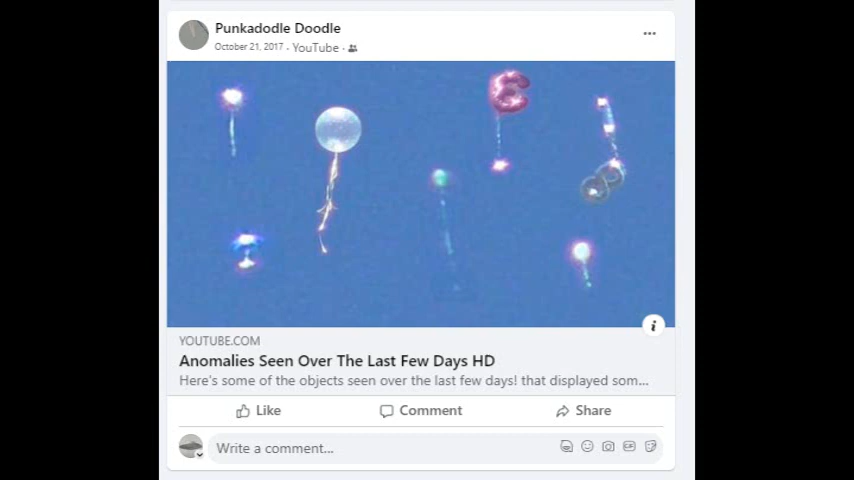 Punkadodle Doodle
October 21, 2017 · YouTube ·
YOUTUBE.COM
Anomalies Seen Over The Last Few Days HD
Here's some of the objects seen over the last few days! that displayed som...
Like Comment Share
Write a comment...